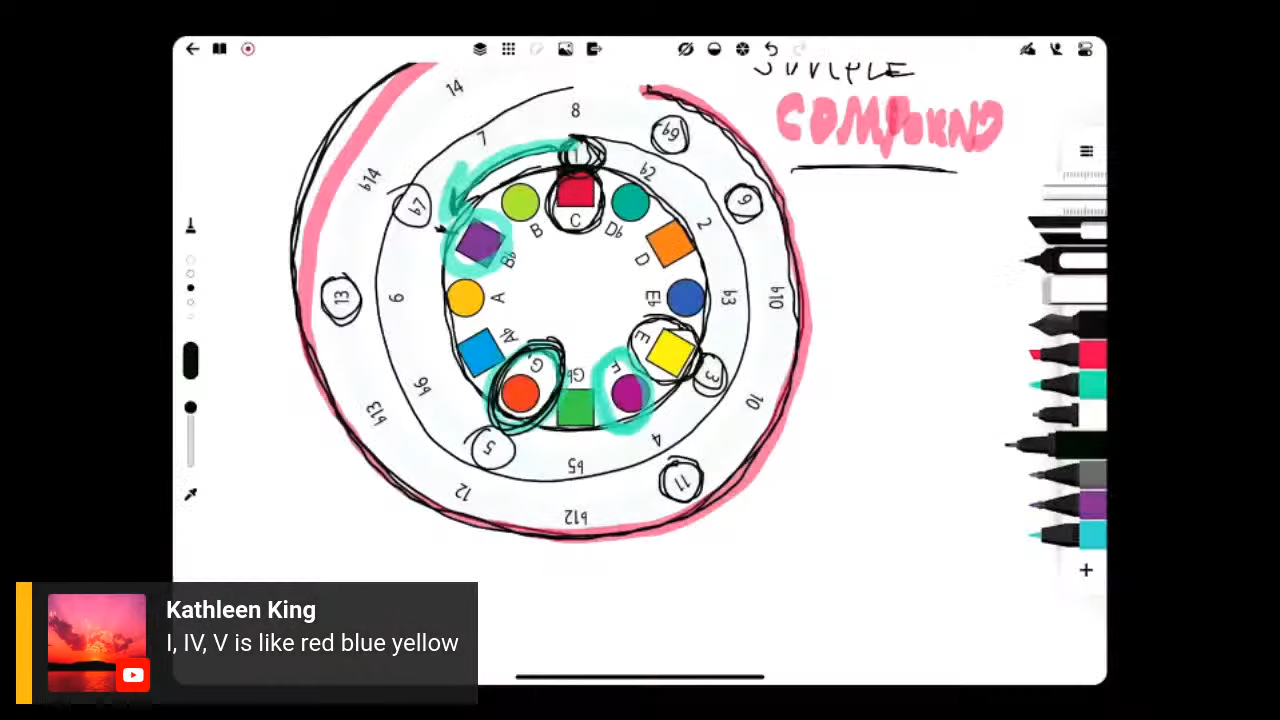 SIMPLE
COMPOUND
14
8
b9
7
1
b2
b14
b7
9
B
C
Db
2
Bb
D
13
6
A
Eb
b3
b10
Ab
E
G
Gb
F
3
b6
10
b13
5
4
b5
11
12
b12
Kathleen King
I, IV, V is like red blue yellow